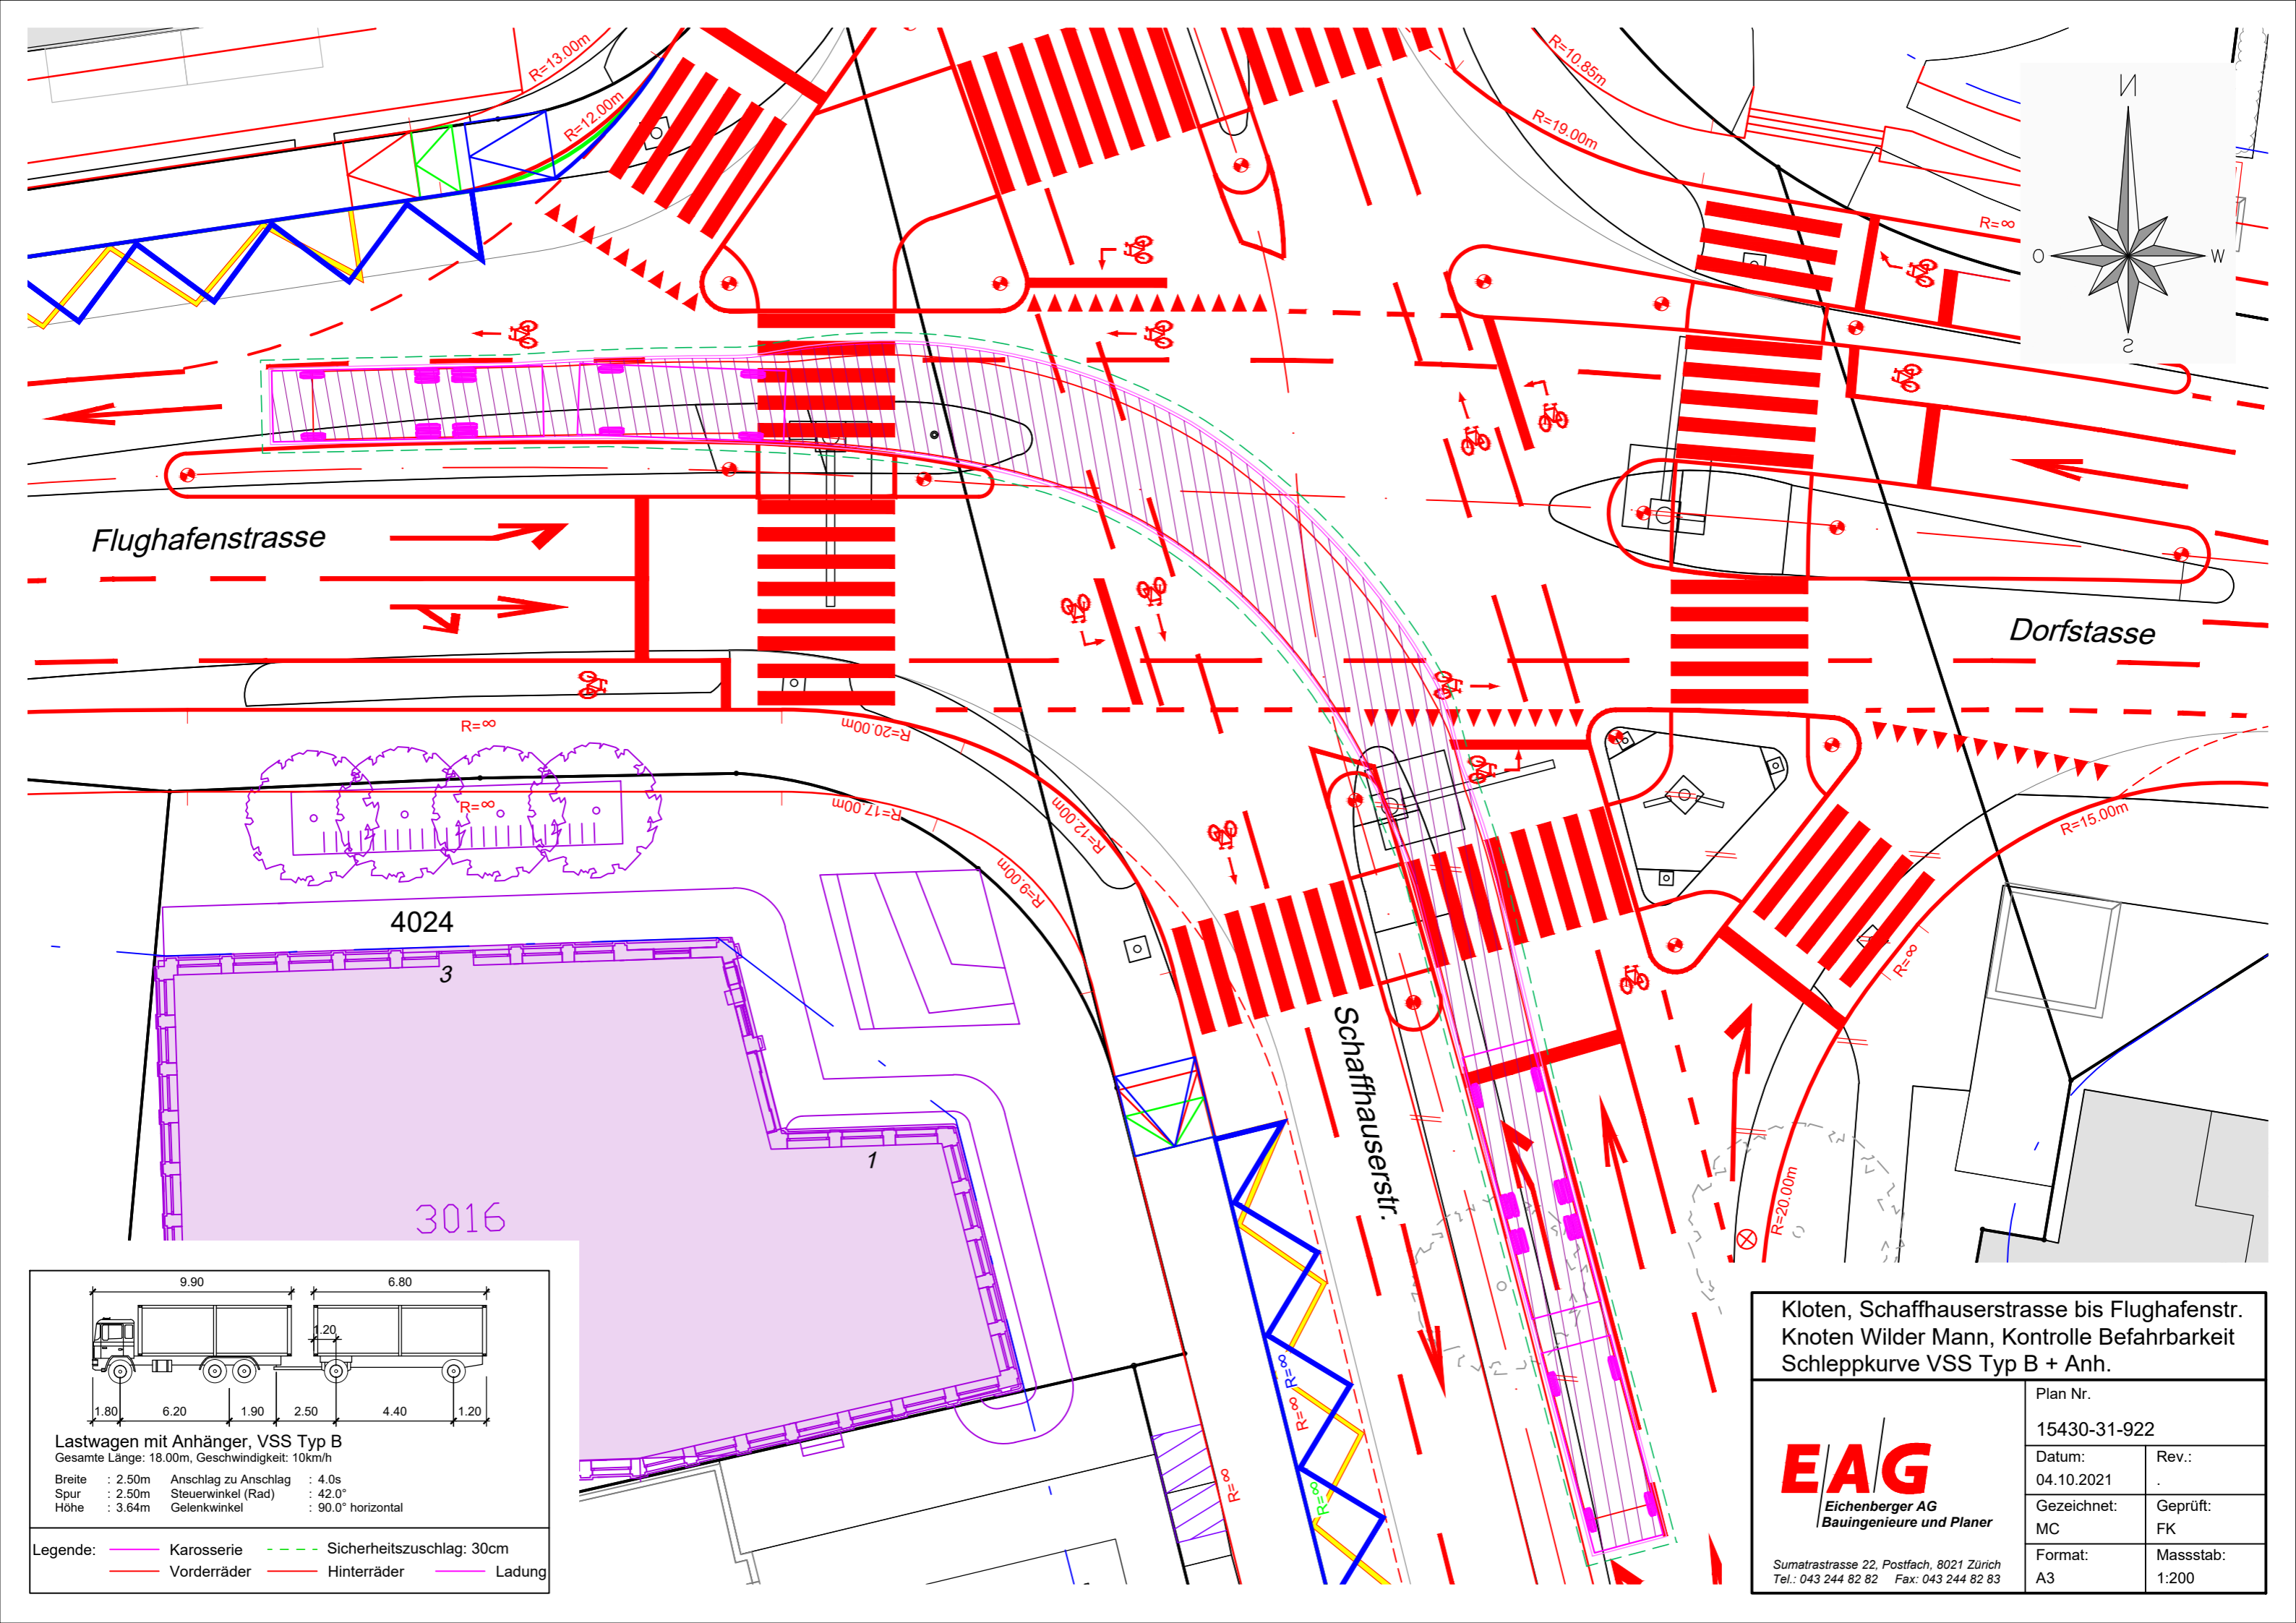 R=13.00m
R=12.00m
R=10.85m
R=19.00m
R=∞
N
O
W
S
Flughafenstrasse
Dorfstasse
R=∞
R=20.00m
R=∞
R=17.00m
R=12.00m
R=9.00m
R=15.00m
R=∞
4024
3
1
3016
Schaffhauserstr.
R=20.00m
R=∞
R=∞
R=∞
R=∞
9.90
6.80
1.20
1.80
6.20
1.90
2.50
4.40
1.20
Lastwagen mit Anhänger, VSS Typ B
Gesamte Länge: 18.00m, Geschwindigkeit: 10km/h
Breite : 2.50m Anschlag zu Anschlag : 4.0s
Spur : 2.50m Steuerwinkel (Rad) : 42.0°
Höhe : 3.64m Gelenkwinkel : 90.0° horizontal
Legende: Karosserie Sicherheitszuschlag: 30cm
Vorderräder Hinterräder Ladung
Kloten, Schaffhauserstrasse bis Flughafenstr.
Knoten Wilder Mann, Kontrolle Befahrbarkeit
Schleppkurve VSS Typ B + Anh.
EAG
Eichenberger AG
Bauingenieure und Planer
Sumatrastrasse 22, Postfach, 8021 Zürich
Tel.: 043 244 82 82 Fax: 043 244 82 83
Plan Nr.
15430-31-922
Datum: Rev.:
04.10.2021 .
Gezeichnet: Geprüft:
MC FK
Format: Massstab:
A3 1:200